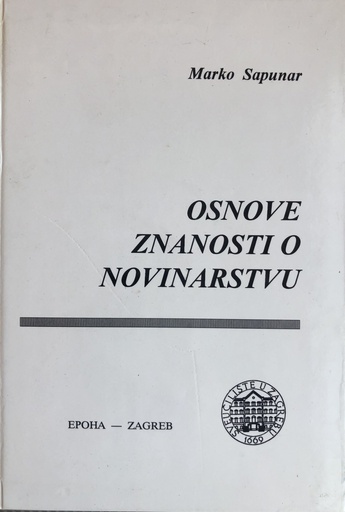 Marko Sapunar
OSNOVE
ZNANOSTI O
NOVINARSTVU
EPOHA — ZAGREB
SVEUČILIŠTE U ZAGREBU
1669